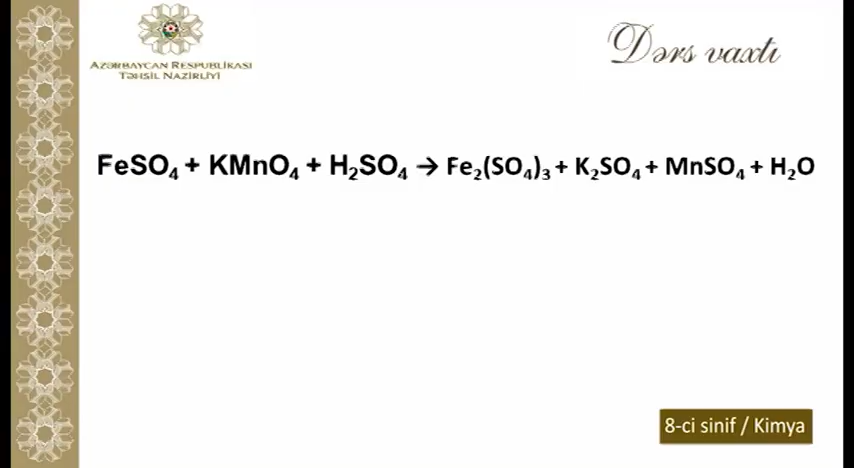 AZƏRBAYCAN RESPUBLİKASI
TƏHSİL NAZİRLİYİ
Dərs vaxtı
FeSO₄ + KMnO₄ + H₂SO₄ → Fe₂(SO₄)₃ + K₂SO₄ + MnSO₄ + H₂O
8-ci sinif / Kimya